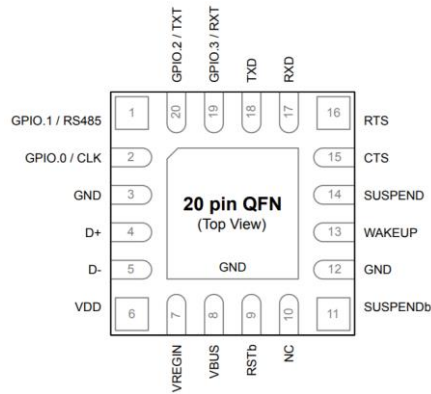 GPIO.2 / TXT
GPIO.3 / RXT
TXD
RXD
20
19
18
17
GPIO.1 / RS485
1
16
RTS
GPIO.0 / CLK
2
15
CTS
GND
3
14
SUSPEND
D+
4
13
WAKEUP
D-
5
12
GND
VDD
6
11
SUSPENDb
20 pin QFN
(Top View)
GND
7
8
9
10
VREGIN
VBUS
RSTb
NC